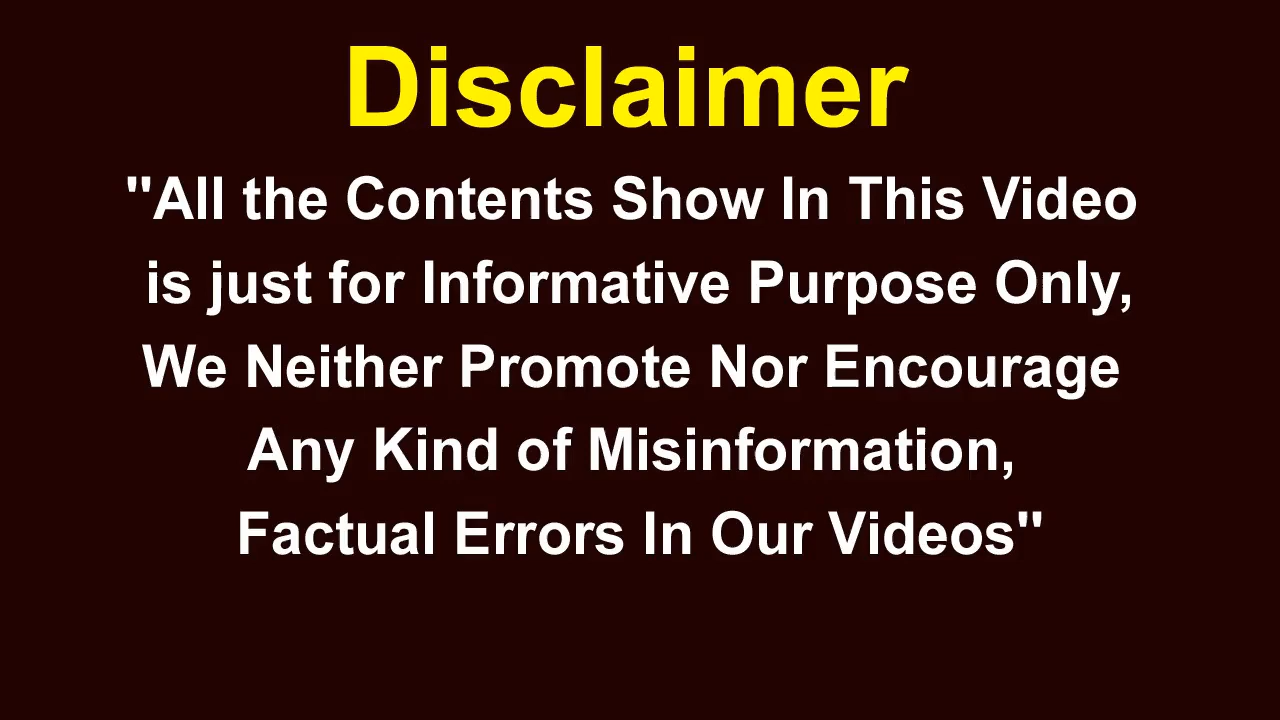 Disclaimer
"All the Contents Show In This Video
is just for Informative Purpose Only,
We Neither Promote Nor Encourage
Any Kind of Misinformation,
Factual Errors In Our Videos"